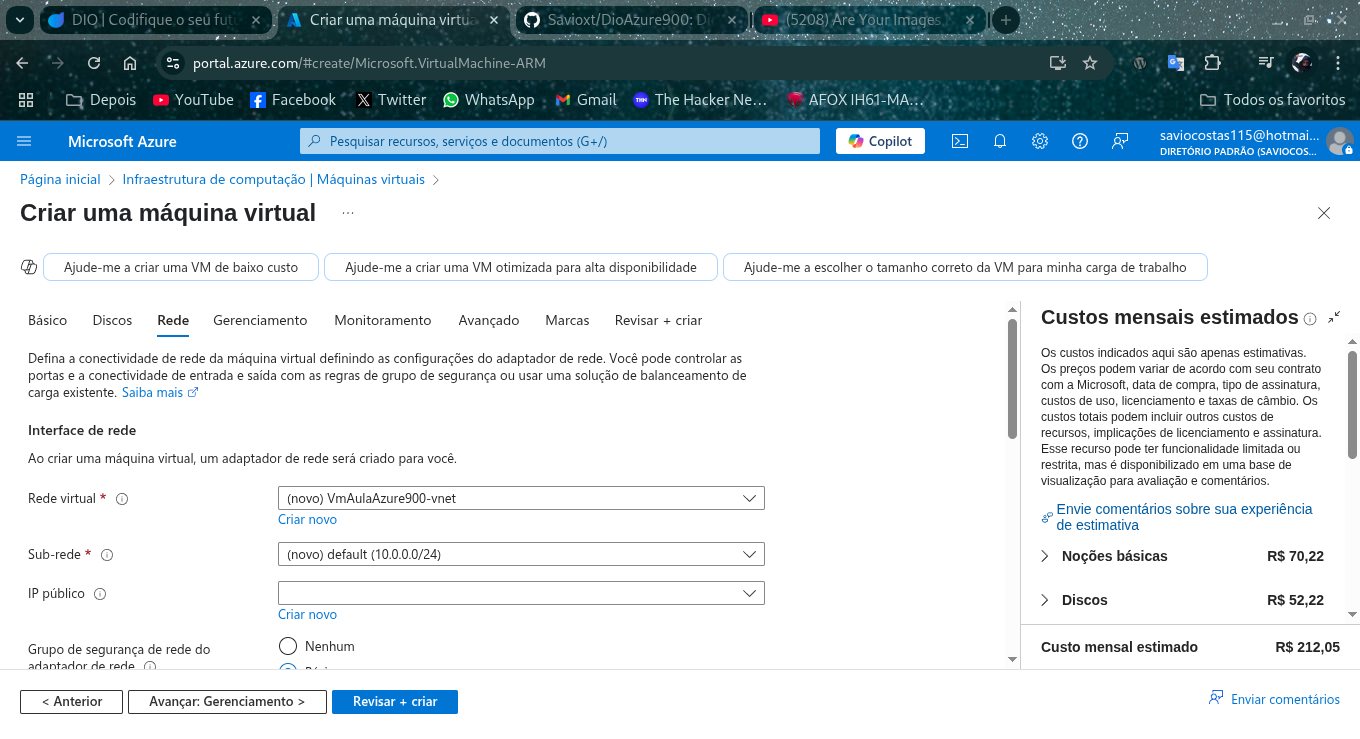 DIO | Codifique o seu futu
Criar uma máquina virtua
Savioxt/DioAzure900: Di
(5208) Are Your Images,
portal.azure.com/#create/Microsoft.VirtualMachine-ARM
Depois
YouTube
Facebook
Twitter
WhatsApp
Gmail
The Hacker Ne...
AFOX IH61-MA...
Todos os favoritos
Microsoft Azure
Pesquisar recursos, serviços e documentos (G+/)
Copilot
saviocostas115@hotmai...
DIRETÓRIO PADRÃO (SAVIOCOS...
Página inicial > Infraestrutura de computação | Máquinas virtuais >
Criar uma máquina virtual ...
Ajude-me a criar uma VM de baixo custo
Ajude-me a criar uma VM otimizada para alta disponibilidade
Ajude-me a escolher o tamanho correto da VM para minha carga de trabalho
Básico
Discos
Rede
Gerenciamento
Monitoramento
Avançado
Marcas
Revisar + criar
Defina a conectividade de rede da máquina virtual definindo as configurações do adaptador de rede. Você pode controlar as
portas e a conectividade de entrada e saída com as regras de grupo de segurança ou usar uma solução de balanceamento de
carga existente. Saiba mais
Interface de rede
Ao criar uma máquina virtual, um adaptador de rede será criado para você.
Rede virtual *
(novo) VmAulaAzure900-vnet
Criar novo
Sub-rede *
(novo) default (10.0.0.0/24)
IP público
Criar novo
Grupo de segurança de rede do
adaptador de rede
Nenhum
Custos mensais estimados
Os custos indicados aqui são apenas estimativas.
Os preços podem variar de acordo com seu contrato
com a Microsoft, data de compra, tipo de assinatura,
custos de uso, licenciamento e taxas de câmbio. Os
custos totais podem incluir outros custos de
recursos, implicações de licenciamento e assinatura.
Esse recurso pode ter funcionalidade limitada ou
restrita, mas é disponibilizado em uma base de
visualização para avaliação e comentários.
Envie comentários sobre sua experiência
de estimativa
Noções básicas R$ 70,22
Discos R$ 52,22
Custo mensal estimado R$ 212,05
< Anterior
Avançar: Gerenciamento >
Revisar + criar
Enviar comentários